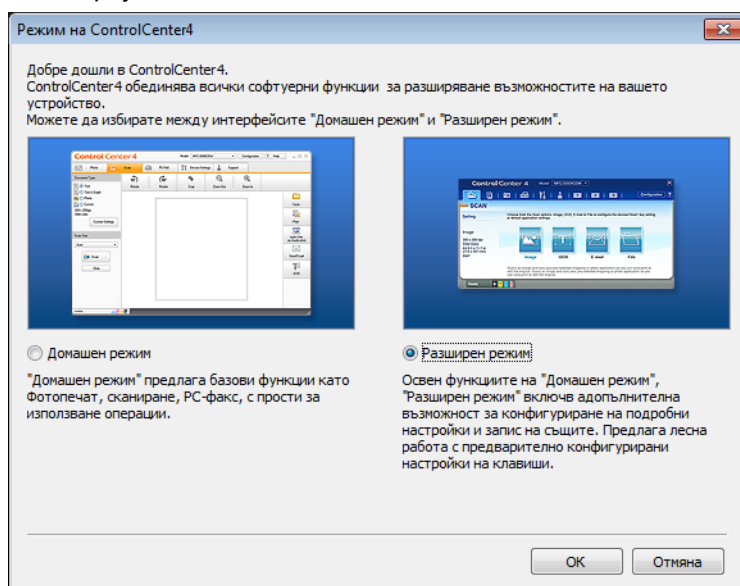 Режим на ControlCenter4
Добре дошли в ControlCenter4.
ControlCenter4 обединява всички софтуерни функции за разширяване възможностите на вашето
устройство.
Можете да избирате между интерфейсите "Домашен режим" и "Разширен режим".
Control Center 4
Control Center 4
SCAN
Image
OCR
E-mail
File
Домашен режим
Разширен режим
"Домашен режим" предлага базови функции като
Фотопечат, сканиране, PC-факс, с прости за
използване операции.
Освен функциите на "Домашен режим",
"Разширен режим" включв адопълнителна
възможност за конфигуриране на подробни
настройки и запис на същите. Предлага лесна
работа с предварително конфигурирани
настройки на клавиши.
OK
Отмяна